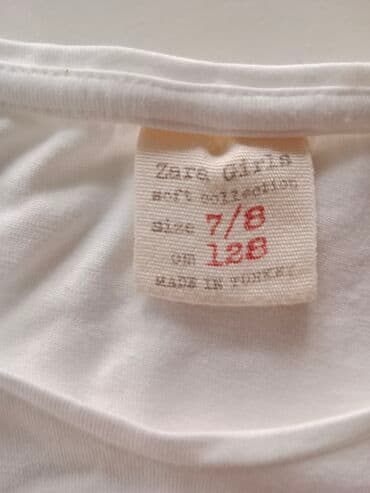 Zara Girls
soft collection
size 7/8
cm 128
MADE IN TURKEY